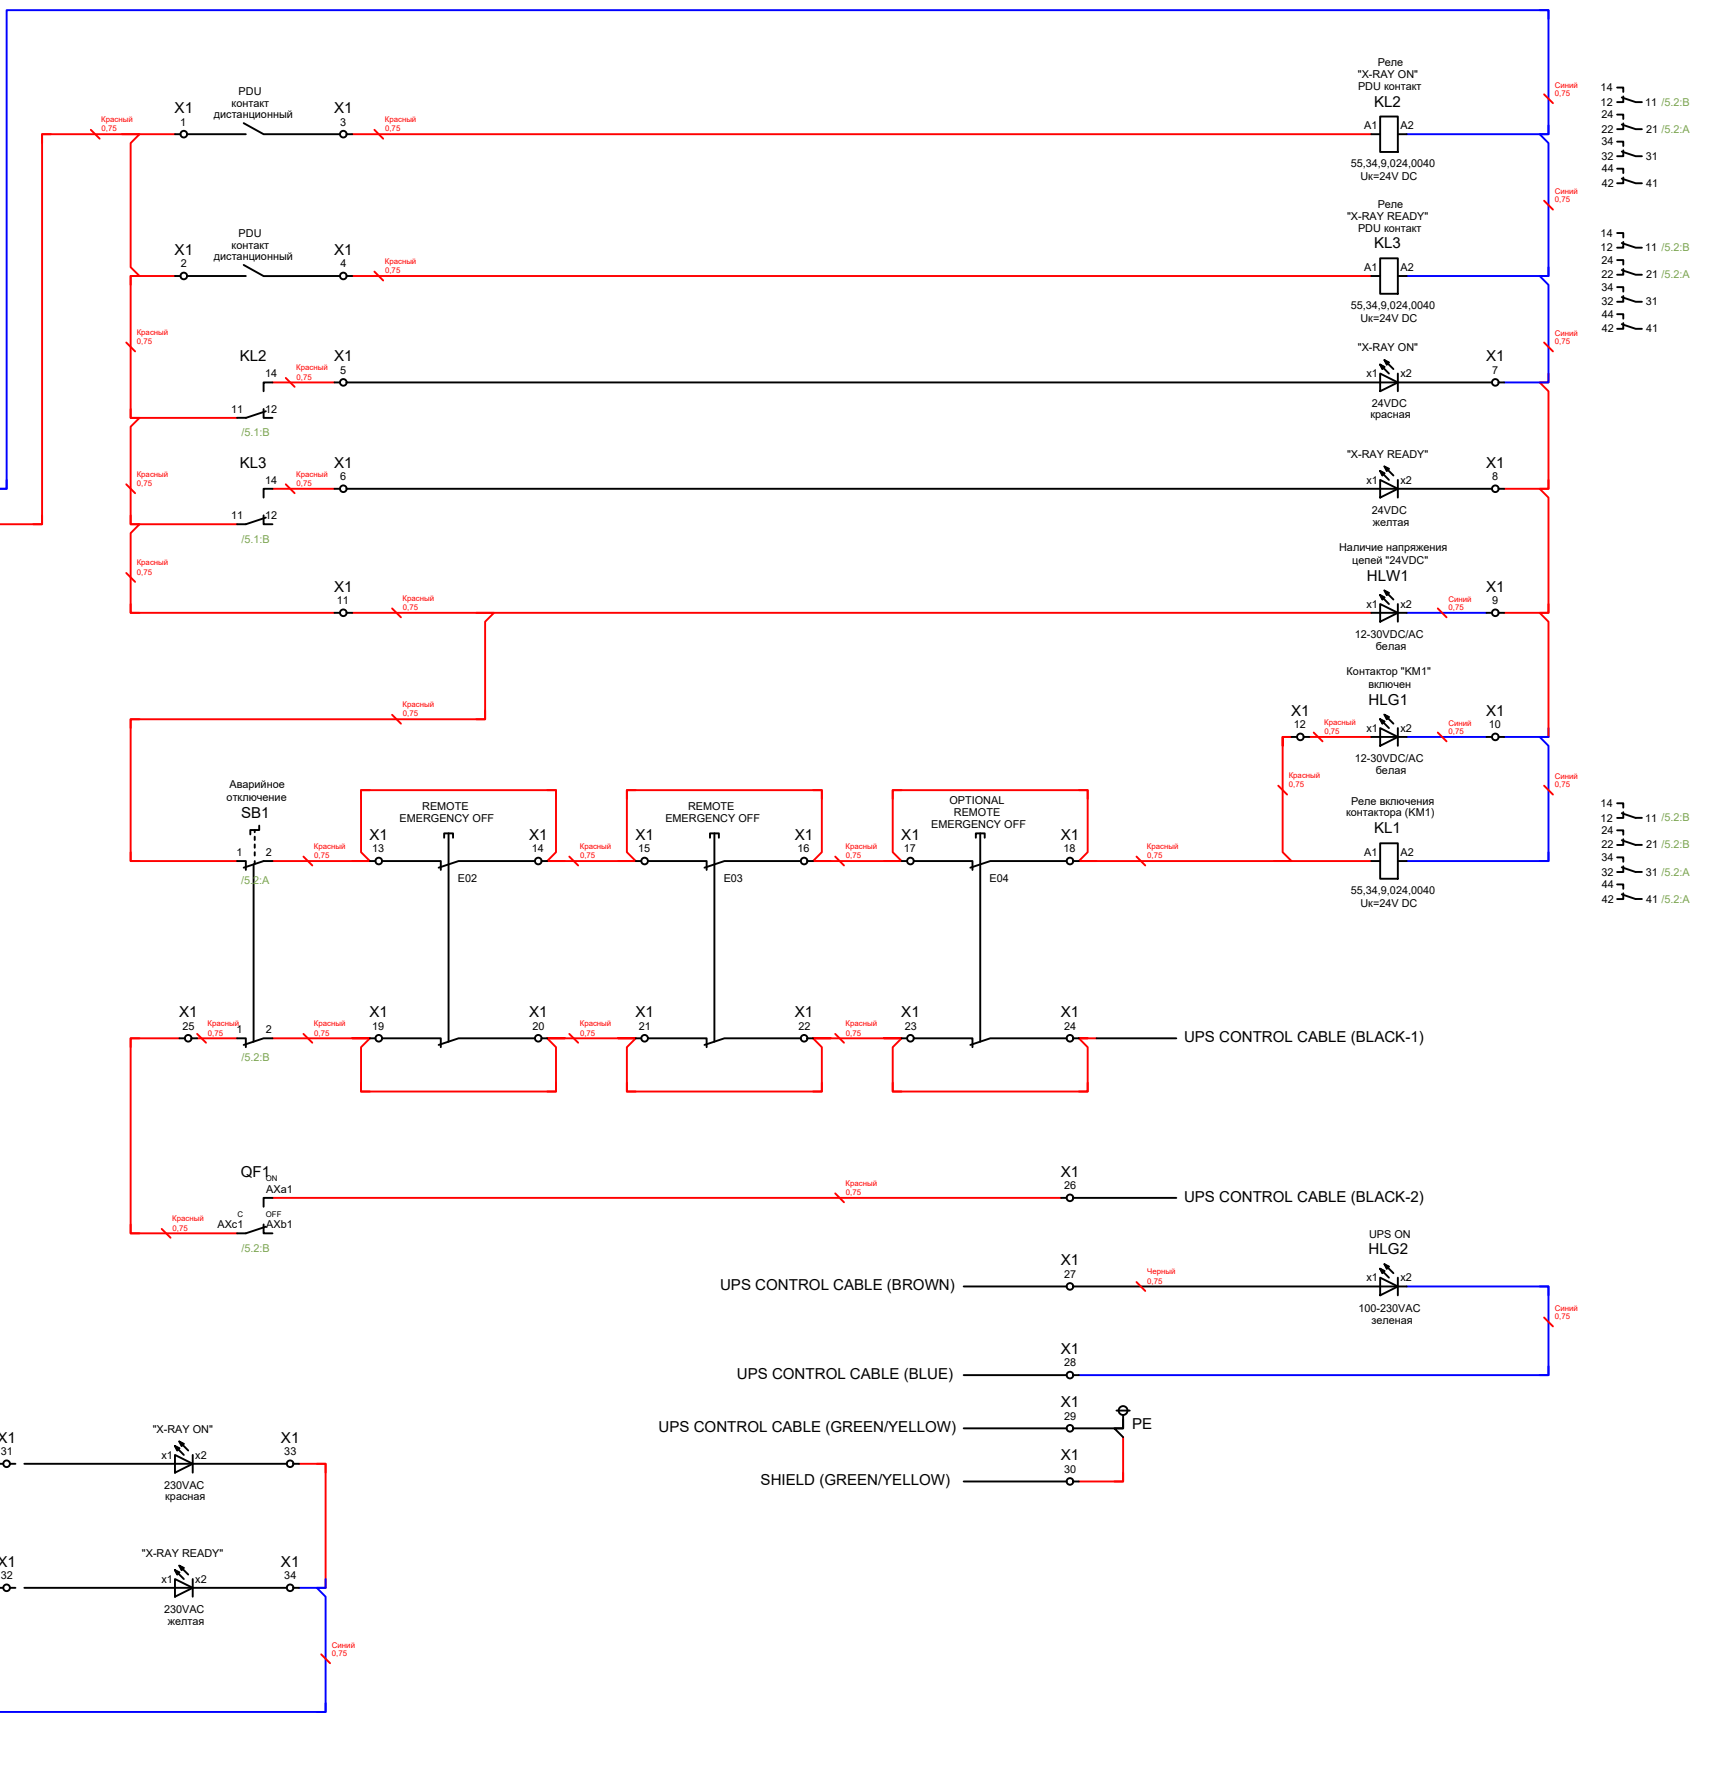 Реле
"X-RAY ON"
PDU контакт
KL2
A1 A2
55,34,9,024,0040
Uк=24V DC
PDU
контакт
дистанционный
X1
1
X1
3
Красный
0,75
Красный
0,75
Синий
0,75
14
12 11 /5.2:B
24
22 21 /5.2:A
34
32 31
44
42 41
Синий
0,75
Реле
"X-RAY READY"
PDU контакт
KL3
A1 A2
55,34,9,024,0040
Uк=24V DC
PDU
контакт
дистанционный
X1
2
X1
4
Красный
0,75
14
12 11 /5.2:B
24
22 21 /5.2:A
34
32 31
44
42 41
Красный
0,75
Синий
0,75
KL2
14
11 12
/5.1:B
Красный
0,75
X1
5
"X-RAY ON"
x1 x2
24VDC
красная
X1
7
KL3
14
11 12
/5.1:B
Красный
0,75
Красный
0,75
X1
6
"X-RAY READY"
x1 x2
24VDC
желтая
X1
8
Красный
0,75
X1
11
Красный
0,75
Наличие напряжения
цепей "24VDC"
HLW1
x1 x2
12-30VDC/AC
белая
Синий
0,75
X1
9
Красный
0,75
Контактор "KM1"
включен
HLG1
X1
12
Красный
0,75
x1 x2
12-30VDC/AC
белая
Синий
0,75
X1
10
Красный
0,75
Синий
0,75
Аварийное
отключение
SB1
1 2
/5.2:A
Красный
0,75
REMOTE
EMERGENCY OFF
X1
13
X1
14
E02
Красный
0,75
REMOTE
EMERGENCY OFF
X1
15
X1
16
E03
Красный
0,75
OPTIONAL
REMOTE
EMERGENCY OFF
X1
17
X1
18
E04
Красный
0,75
Реле включения
контактора (KM1)
KL1
A1 A2
55,34,9,024,0040
Uк=24V DC
14
12 11 /5.2:B
24
22 21 /5.2:B
34
32 31 /5.2:A
44
42 41 /5.2:A
X1
25
Красный
0,75
1 2
/5.2:B
Красный
0,75
X1
19
X1
20
Красный
0,75
X1
21
X1
22
Красный
0,75
X1
23
X1
24
UPS CONTROL CABLE (BLACK-1)
QF1
ON
AXa1
C OFF
AXc1 AXb1
/5.2:B
Красный
0,75
Красный
0,75
X1
26
UPS CONTROL CABLE (BLACK-2)
UPS CONTROL CABLE (BROWN)
X1
27
Черный
0,75
UPS ON
HLG2
x1 x2
100-230VAC
зеленая
Синий
0,75
UPS CONTROL CABLE (BLUE)
X1
28
UPS CONTROL CABLE (GREEN/YELLOW)
X1
29
PE
SHIELD (GREEN/YELLOW)
X1
30
X1
31
"X-RAY ON"
x1 x2
230VAC
красная
X1
33
X1
32
"X-RAY READY"
x1 x2
230VAC
желтая
X1
34
Синий
0,75